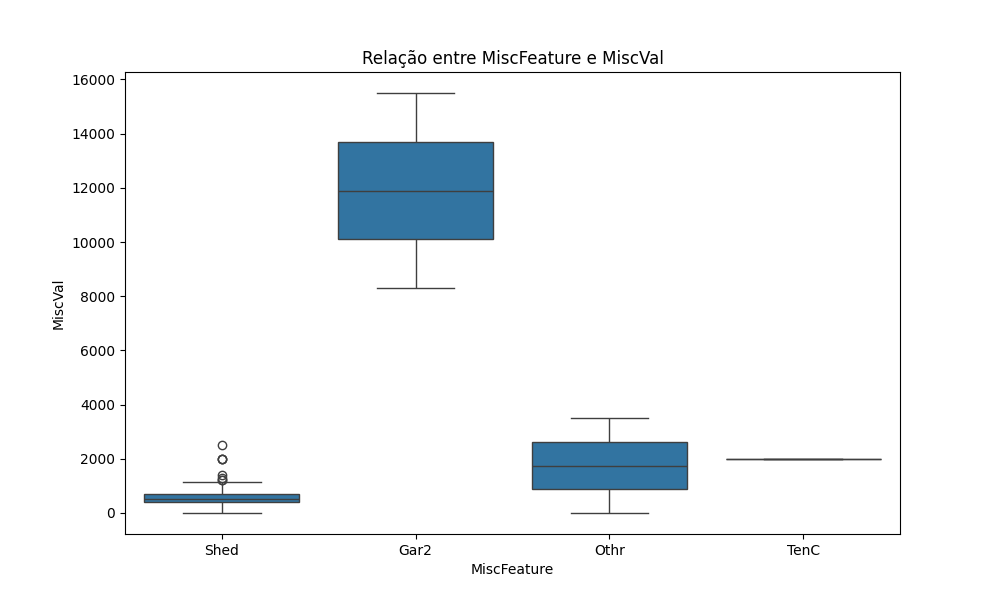 Relação entre MiscFeature e MiscVal
16000
14000
12000
10000
8000
6000
4000
2000
0
MiscVal
Shed Gar2 Othr TenC
MiscFeature